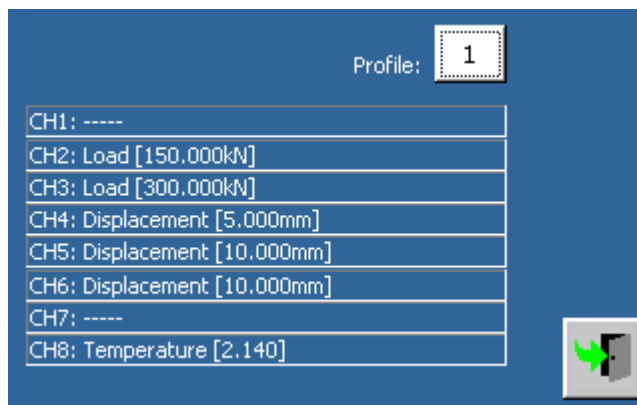 Profile: 1
CH1: -----
CH2: Load [150.000kN]
CH3: Load [300.000kN]
CH4: Displacement [5.000mm]
CH5: Displacement [10.000mm]
CH6: Displacement [10.000mm]
CH7: -----
CH8: Temperature [2.140]